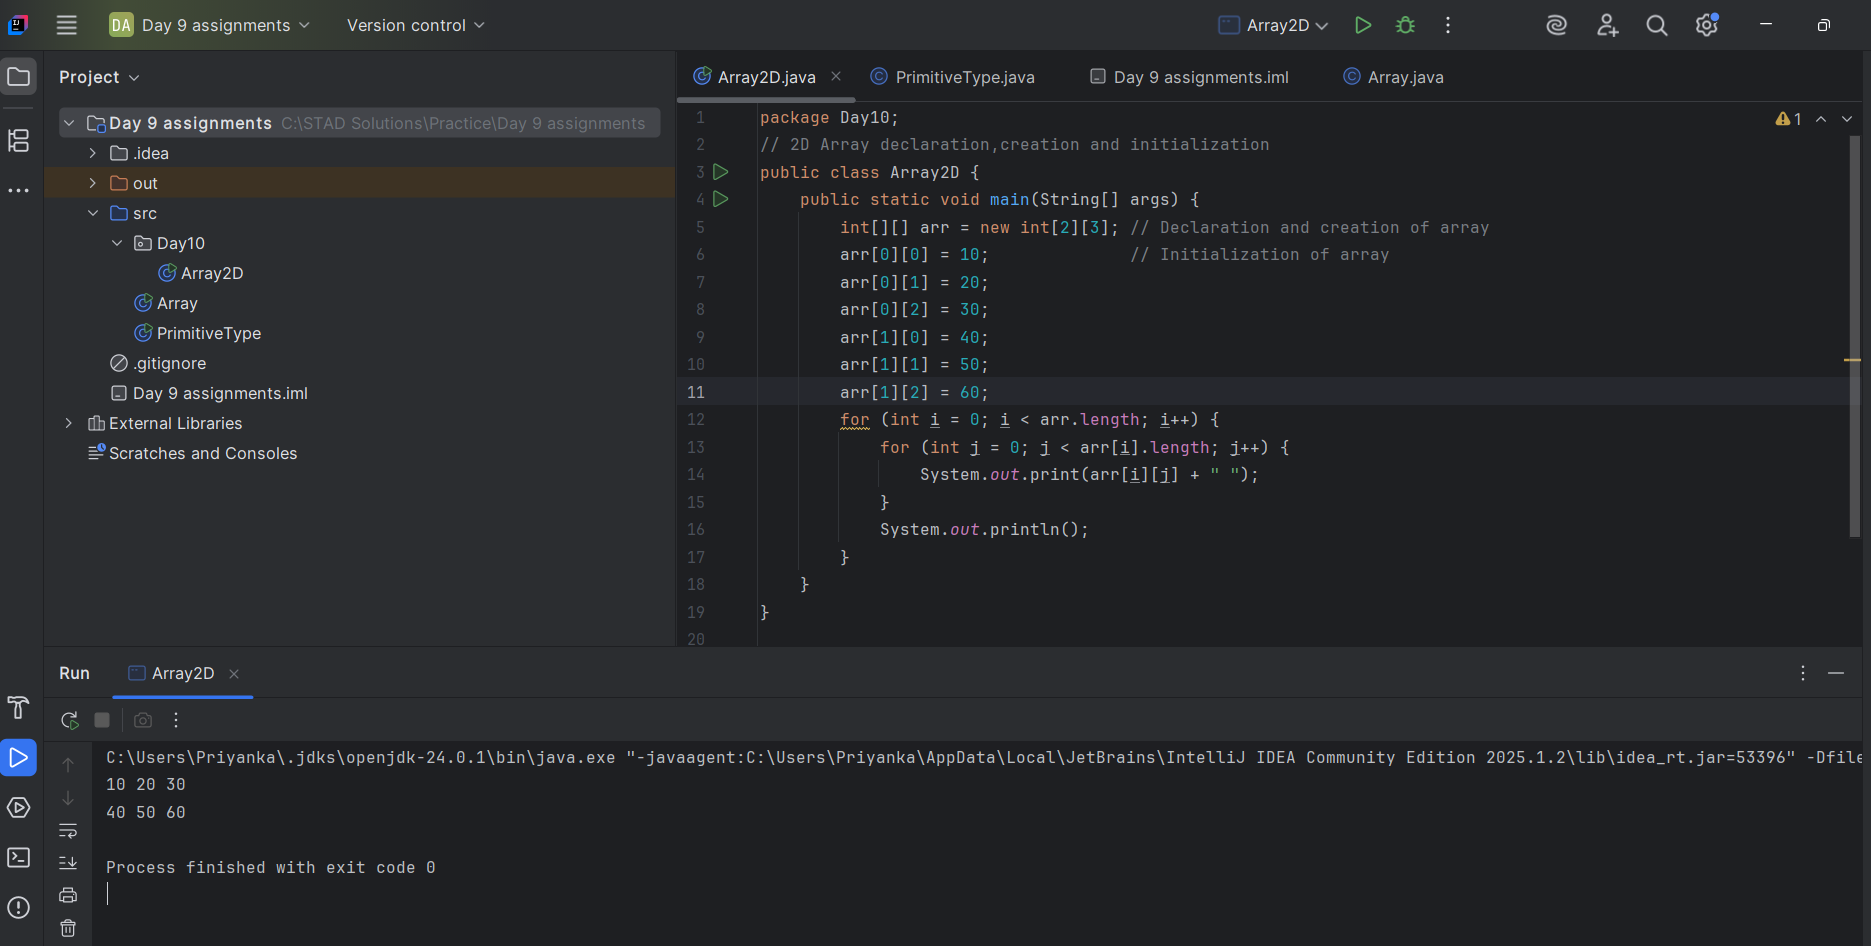 DA Day 9 assignments Version control Array2D
Project
Array2D.java PrimitiveType.java Day 9 assignments.iml Array.java
Day 9 assignments C:\STAD Solutions\Practice\Day 9 assignments
.idea
out
src
Day10
Array2D
Array
PrimitiveType
.gitignore
Day 9 assignments.iml
External Libraries
Scratches and Consoles
1 package Day10;
2 // 2D Array declaration,creation and initialization
3 public class Array2D {
4 public static void main(String[] args) {
5 int[][] arr = new int[2][3]; // Declaration and creation of array
6 arr[0][0] = 10; // Initialization of array
7 arr[0][1] = 20;
8 arr[0][2] = 30;
9 arr[1][0] = 40;
10 arr[1][1] = 50;
11 arr[1][2] = 60;
12 for (int i = 0; i < arr.length; i++) {
13 for (int j = 0; j < arr[i].length; j++) {
14 System.out.print(arr[i][j] + " ");
15 }
16 System.out.println();
17 }
18 }
19 }
20
1
Run Array2D
C:\Users\Priyanka\.jdks\openjdk-24.0.1\bin\java.exe "-javaagent:C:\Users\Priyanka\AppData\Local\JetBrains\IntelliJ IDEA Community Edition 2025.1.2\lib\idea_rt.jar=53396" -Dfile
10 20 30
40 50 60
Process finished with exit code 0